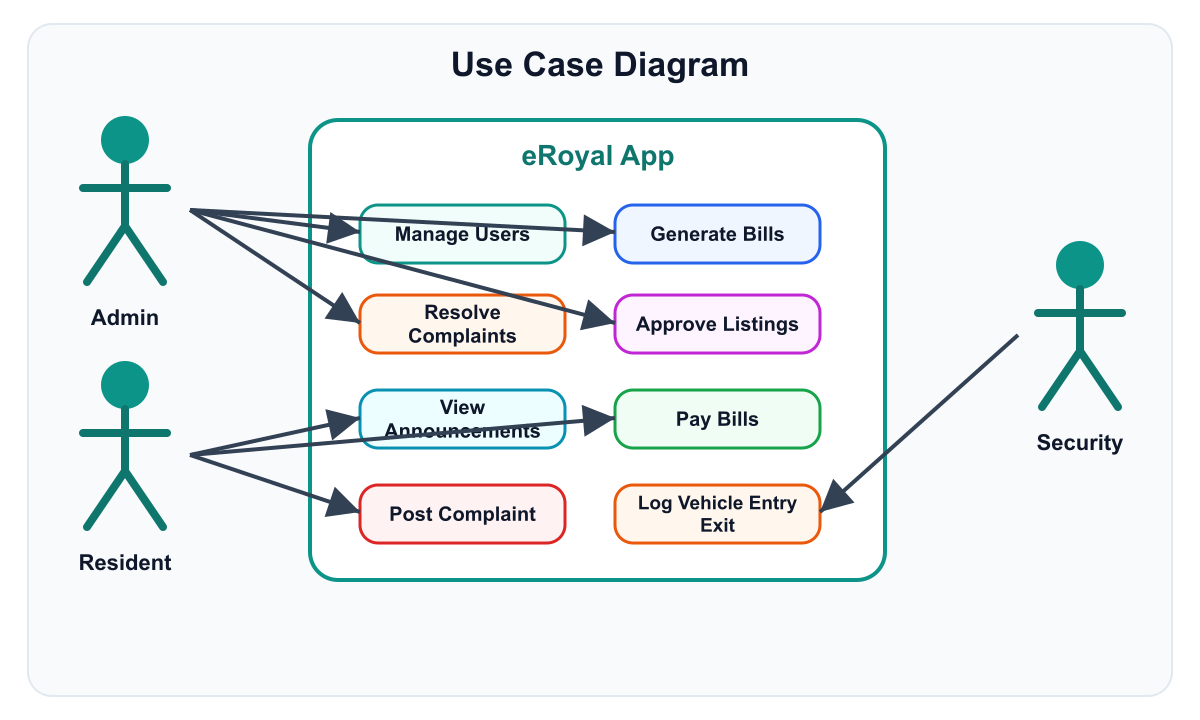 Use Case Diagram
eRoyal App
Admin
Manage Users
Generate Bills
Resolve
Complaints
Approve Listings
Resident
View
Announcements
Pay Bills
Post Complaint
Log Vehicle Entry
Exit
Security